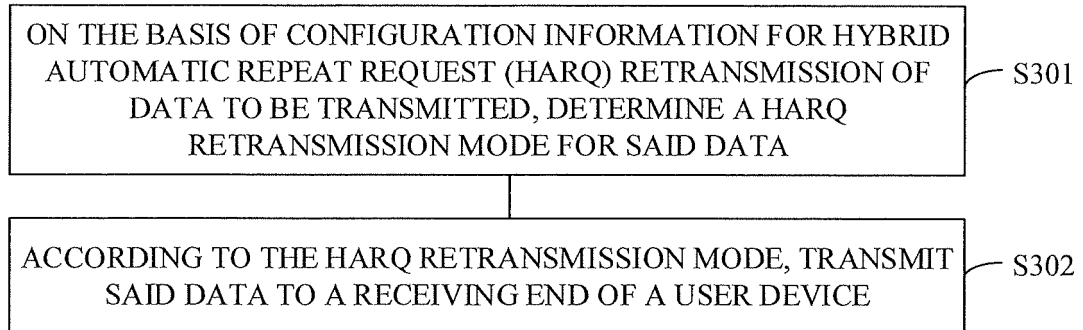 ON THE BASIS OF CONFIGURATION INFORMATION FOR HYBRID
AUTOMATIC REPEAT REQUEST (HARQ) RETRANSMISSION OF
DATA TO BE TRANSMITTED, DETERMINE A HARQ
RETRANSMISSION MODE FOR SAID DATA
S301
ACCORDING TO THE HARQ RETRANSMISSION MODE, TRANSMIT
SAID DATA TO A RECEIVING END OF A USER DEVICE
S302